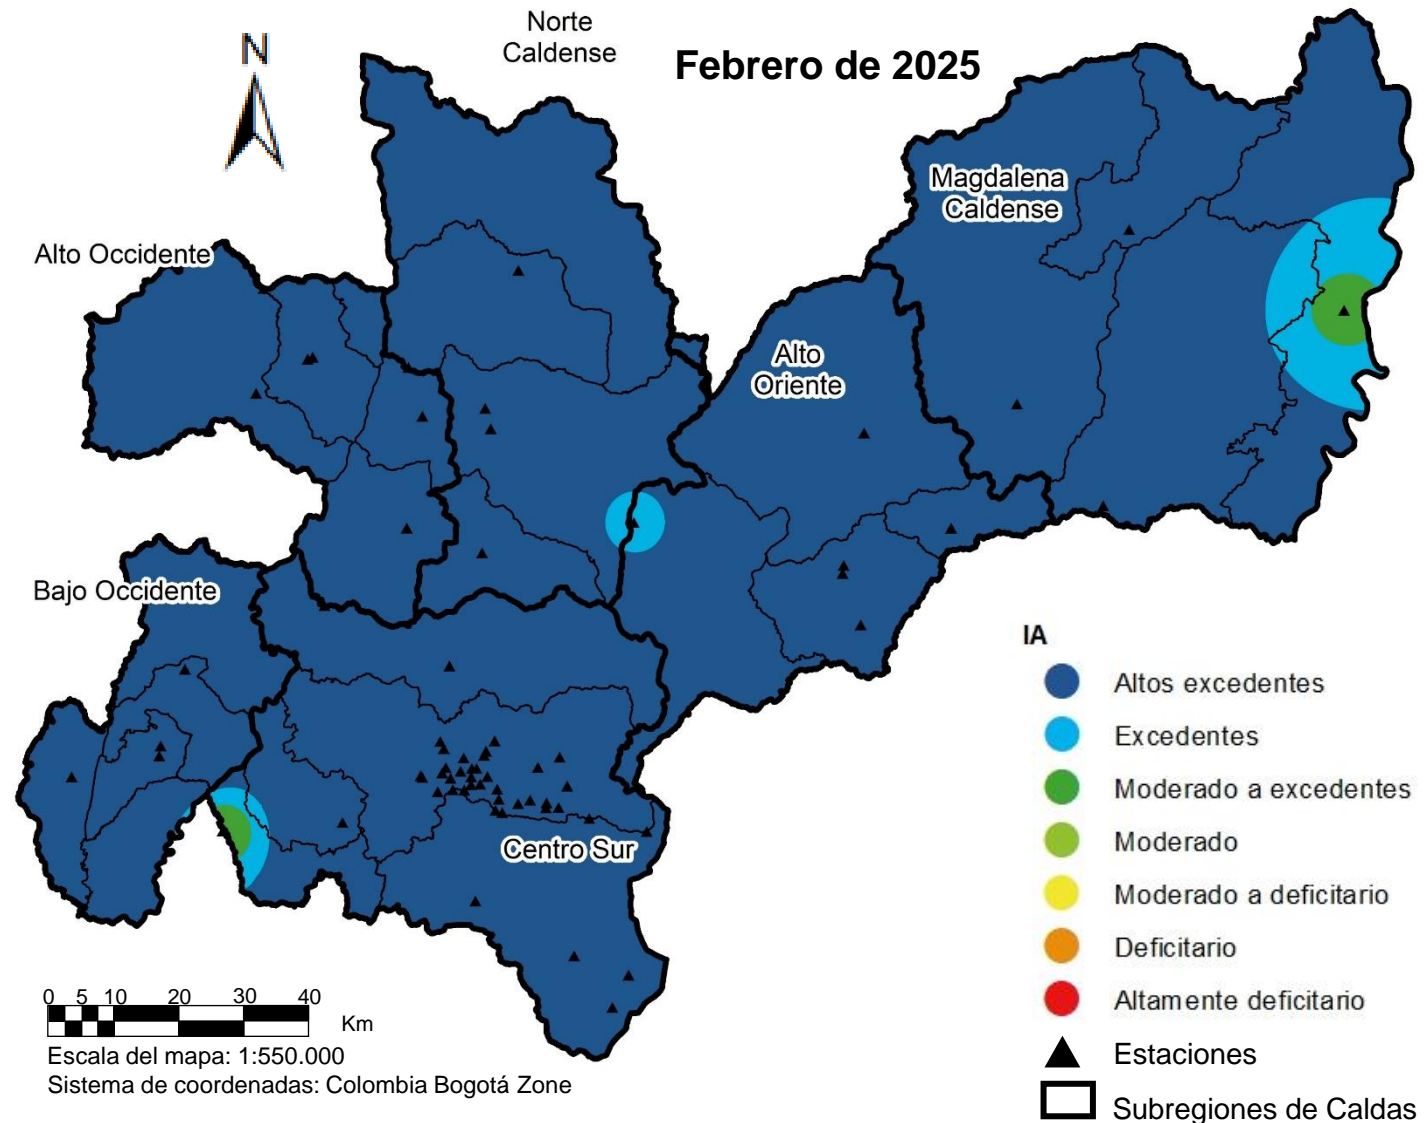 Norte
Caldense
Febrero de 2025
N
Magdalena
Caldense
Alto Occidente
Alto
Oriente
Bajo Occidente
Centro Sur
IA
Altos excedentes
Excedentes
Moderado a excedentes
Moderado
Moderado a deficitario
Deficitario
Altamente deficitario
Estaciones
Subregiones de Caldas
0 5 10 20 30 40
Km
Escala del mapa: 1:550.000
Sistema de coordenadas: Colombia Bogotá Zone